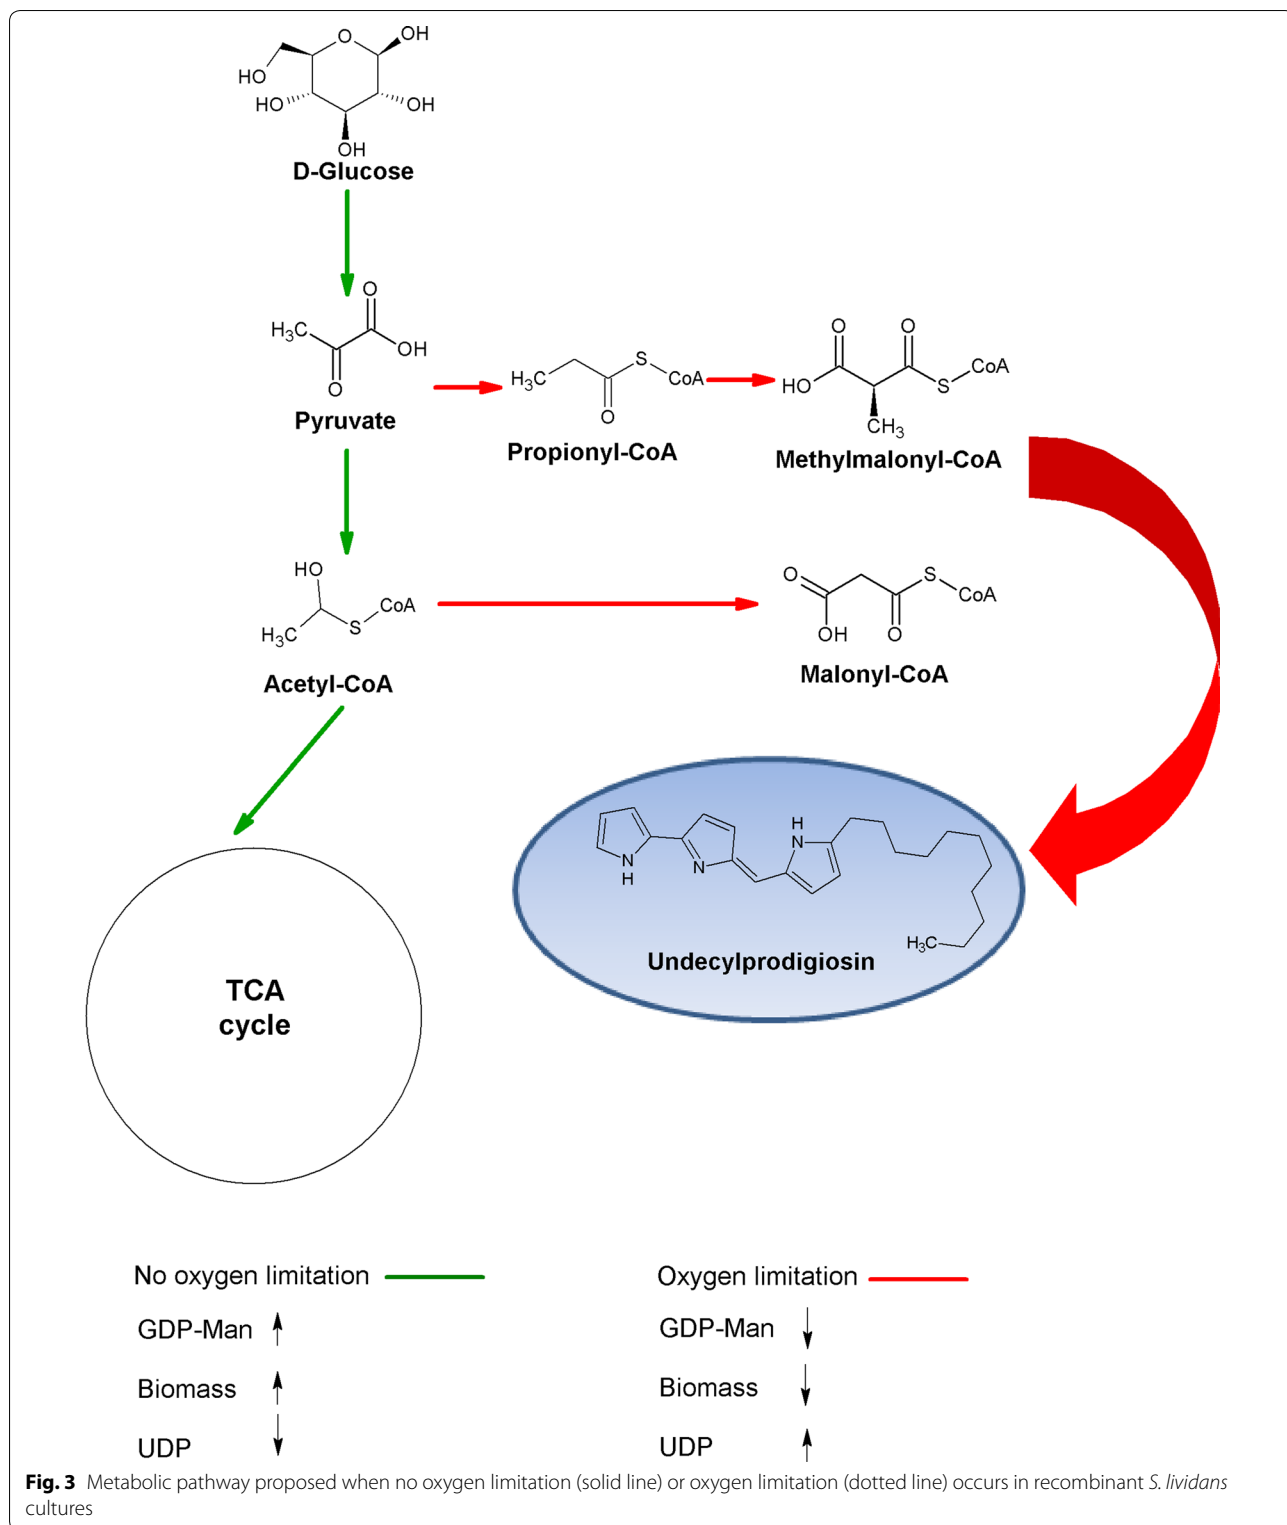 O
OH
HO
HO
OH
OH
D-Glucose
O
H₃C
OH
O
Pyruvate
H₃C
S
CoA
O
Propionyl-CoA
O
O
HO
S
CoA
CH₃
Methylmalonyl-CoA
HO
H₃C
S
CoA
Acetyl-CoA
O
S
CoA
OH
O
Malonyl-CoA
N
H
N
H
N
H₃C
Undecylprodigiosin
TCA
cycle
No oxygen limitation
GDP-Man
Biomass
UDP
Oxygen limitation
GDP-Man
Biomass
UDP
Fig. 3 Metabolic pathway proposed when no oxygen limitation (solid line) or oxygen limitation (dotted line) occurs in recombinant S. lividans
cultures